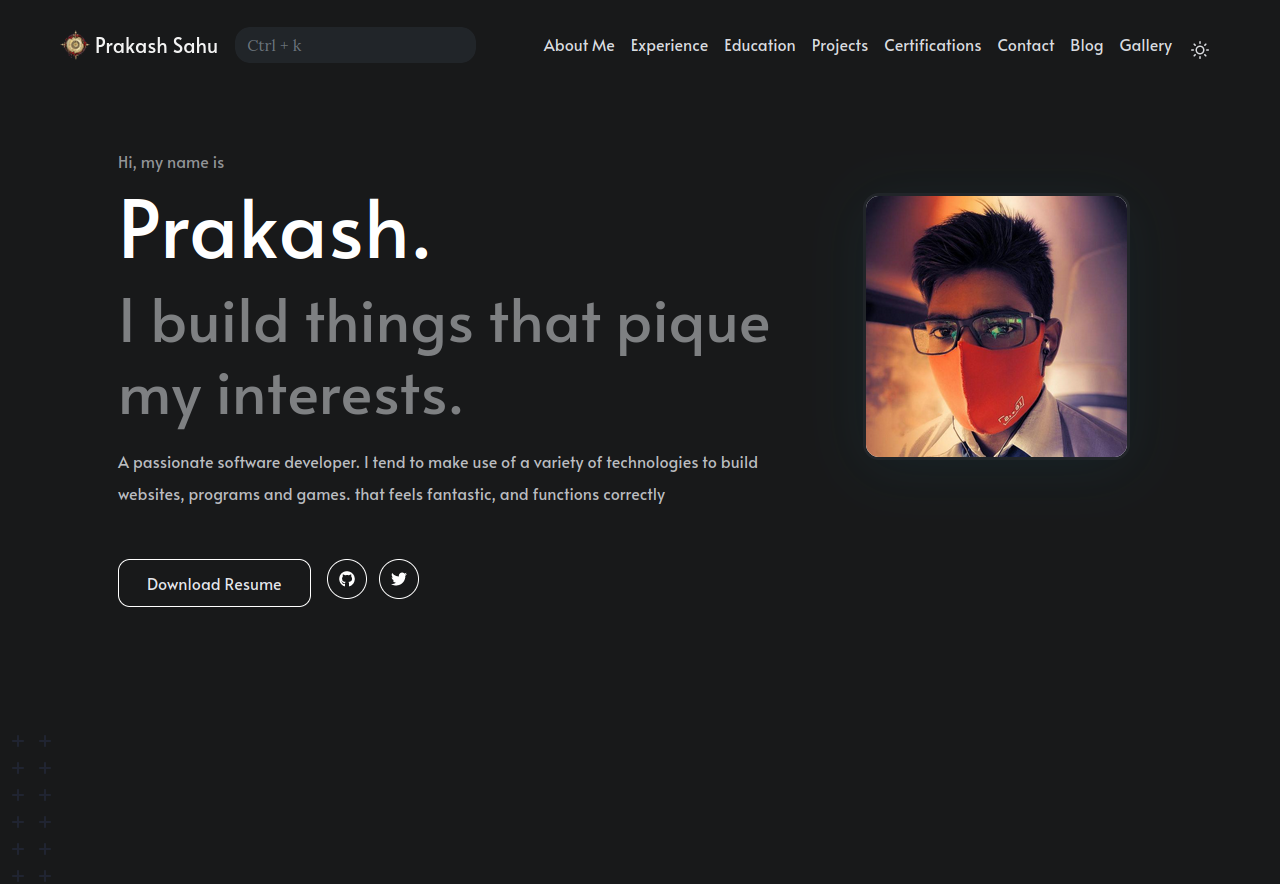 Prakash Sahu
Ctrl + k
About Me Experience Education Projects Certifications Contact Blog Gallery
Hi, my name is
Prakash.
I build things that pique
my interests.
A passionate software developer. I tend to make use of a variety of technologies to build
websites, programs and games. that feels fantastic, and functions correctly
Download Resume